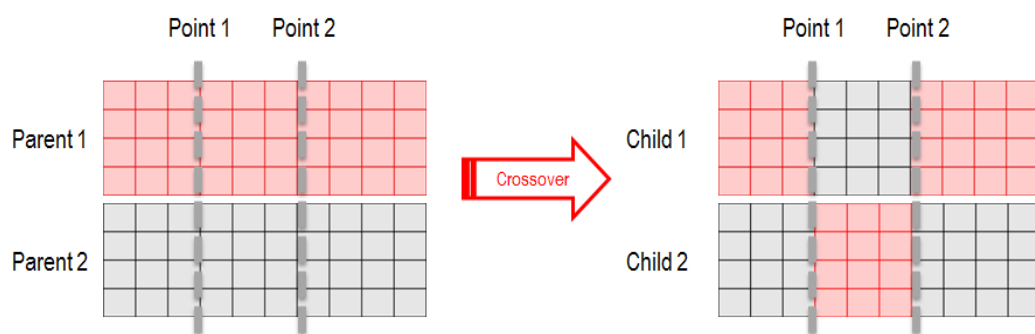 Point 1 Point 2 Point 1 Point 2
Parent 1 Child 1
Crossover
Parent 2 Child 2